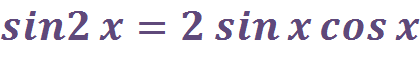 sin2 x = 2 sin x cos x